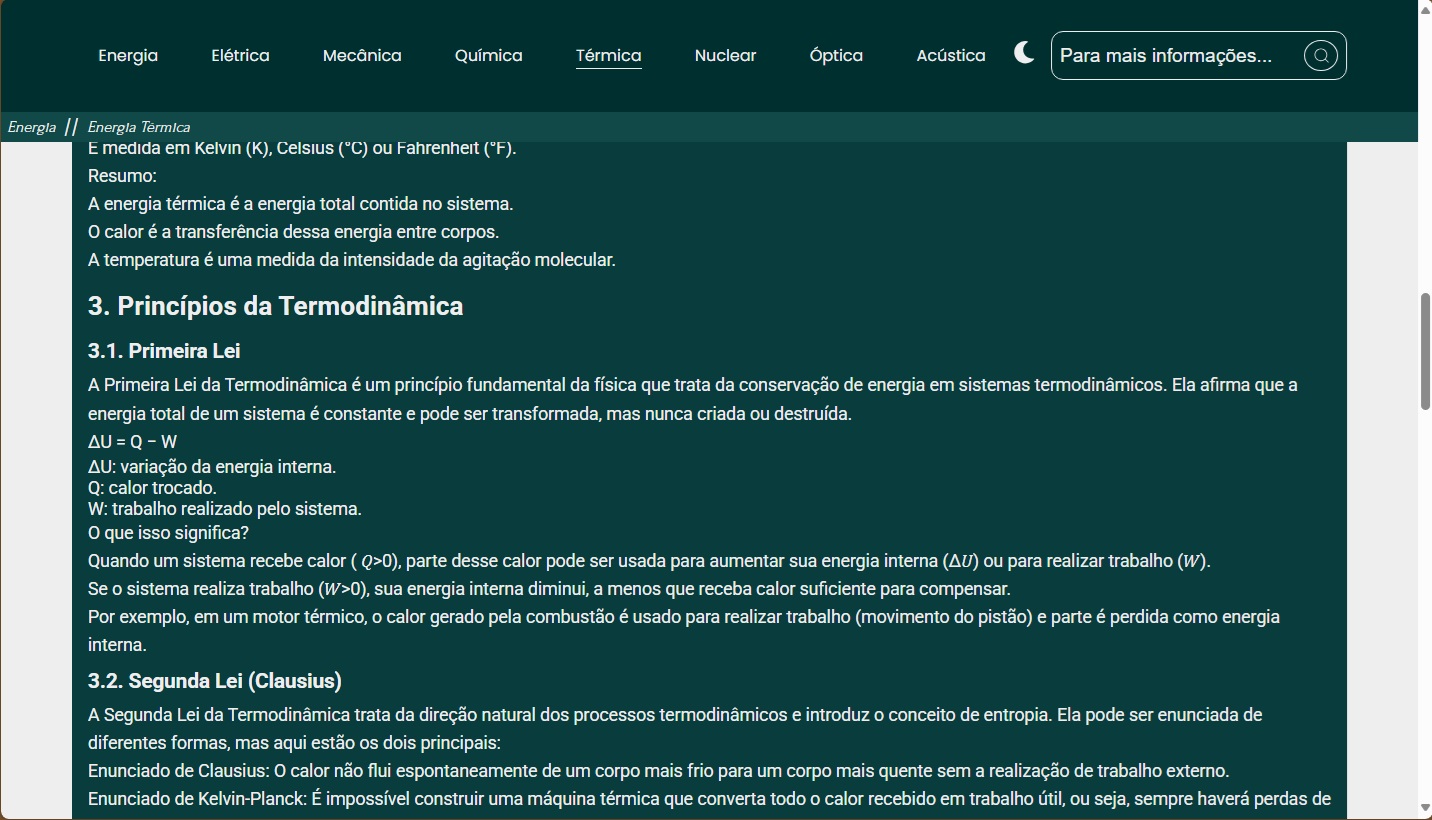 Energia Elétrica Mecânica Química Térmica Nuclear Óptica Acústica Para mais informações...
Energia // Energia Térmica
É medida em Kelvin (K), Celsius (°C) ou Fahrenheit (°F).
Resumo:
A energia térmica é a energia total contida no sistema.
O calor é a transferência dessa energia entre corpos.
A temperatura é uma medida da intensidade da agitação molecular.
3. Princípios da Termodinâmica
3.1. Primeira Lei
A Primeira Lei da Termodinâmica é um princípio fundamental da física que trata da conservação de energia em sistemas termodinâmicos. Ela afirma que a
energia total de um sistema é constante e pode ser transformada, mas nunca criada ou destruída.
ΔU = Q − W
ΔU: variação da energia interna.
Q: calor trocado.
W: trabalho realizado pelo sistema.
O que isso significa?
Quando um sistema recebe calor ( Q>0), parte desse calor pode ser usada para aumentar sua energia interna (ΔU) ou para realizar trabalho (W).
Se o sistema realiza trabalho (W>0), sua energia interna diminui, a menos que receba calor suficiente para compensar.
Por exemplo, em um motor térmico, o calor gerado pela combustão é usado para realizar trabalho (movimento do pistão) e parte é perdida como energia
interna.
3.2. Segunda Lei (Clausius)
A Segunda Lei da Termodinâmica trata da direção natural dos processos termodinâmicos e introduz o conceito de entropia. Ela pode ser enunciada de
diferentes formas, mas aqui estão os dois principais:
Enunciado de Clausius: O calor não flui espontaneamente de um corpo mais frio para um corpo mais quente sem a realização de trabalho externo.
Enunciado de Kelvin-Planck: É impossível construir uma máquina térmica que converta todo o calor recebido em trabalho útil, ou seja, sempre haverá perdas de